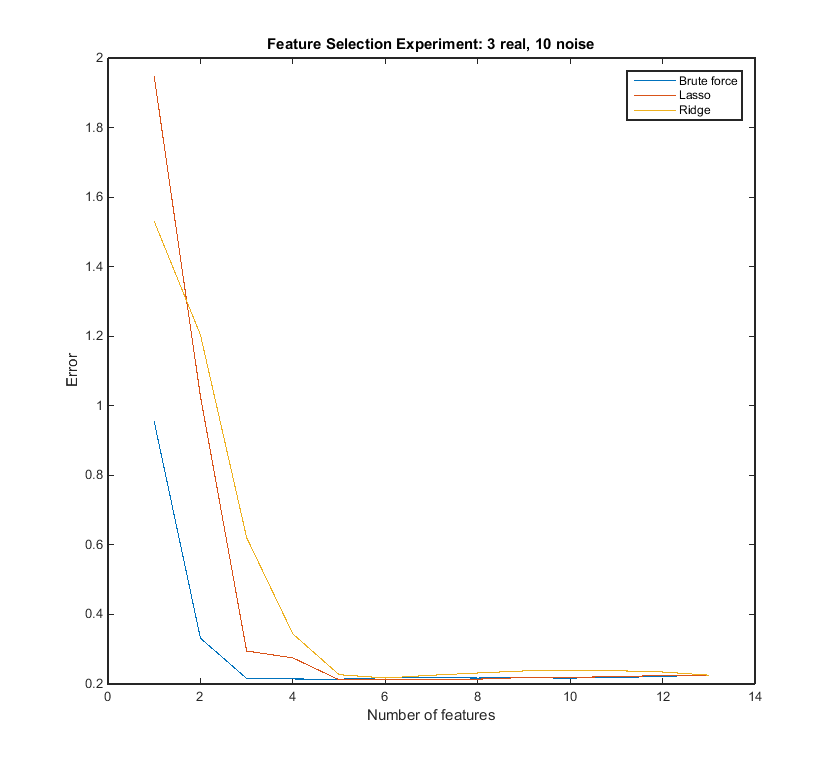 Feature Selection Experiment: 3 real, 10 noise
2
1.8
1.6
1.4
1.2
1
0.8
0.6
0.4
0.2
Error
Brute force
Lasso
Ridge
0 2 4 6 8 10 12 14
Number of features